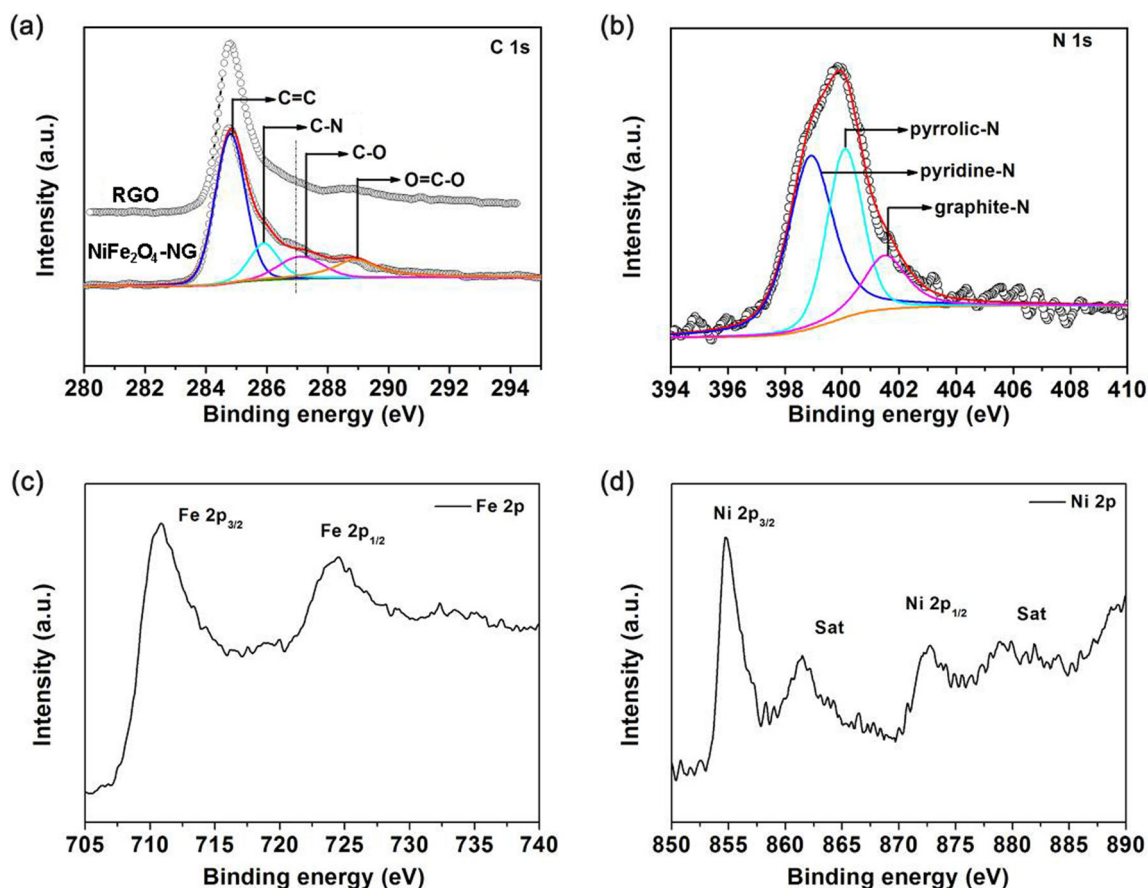 (a)
C 1s
C=C
C-N
C-O
O=C-O
RGO
NiFe₂O₄-NG
Intensity (a.u.)
280 282 284 286 288 290 292 294
Binding energy (eV)
(b)
N 1s
pyrrolic-N
pyridine-N
graphite-N
Intensity (a.u.)
394 396 398 400 402 404 406 408 410
Binding energy (eV)
(c)
Fe 2p
Fe 2p₃/₂
Fe 2p₁/₂
Intensity (a.u.)
705 710 715 720 725 730 735 740
Binding energy (eV)
(d)
Ni 2p
Ni 2p₃/₂
Ni 2p₁/₂
Sat
Sat
Intensity (a.u.)
850 855 860 865 870 875 880 885 890
Binding energy (eV)